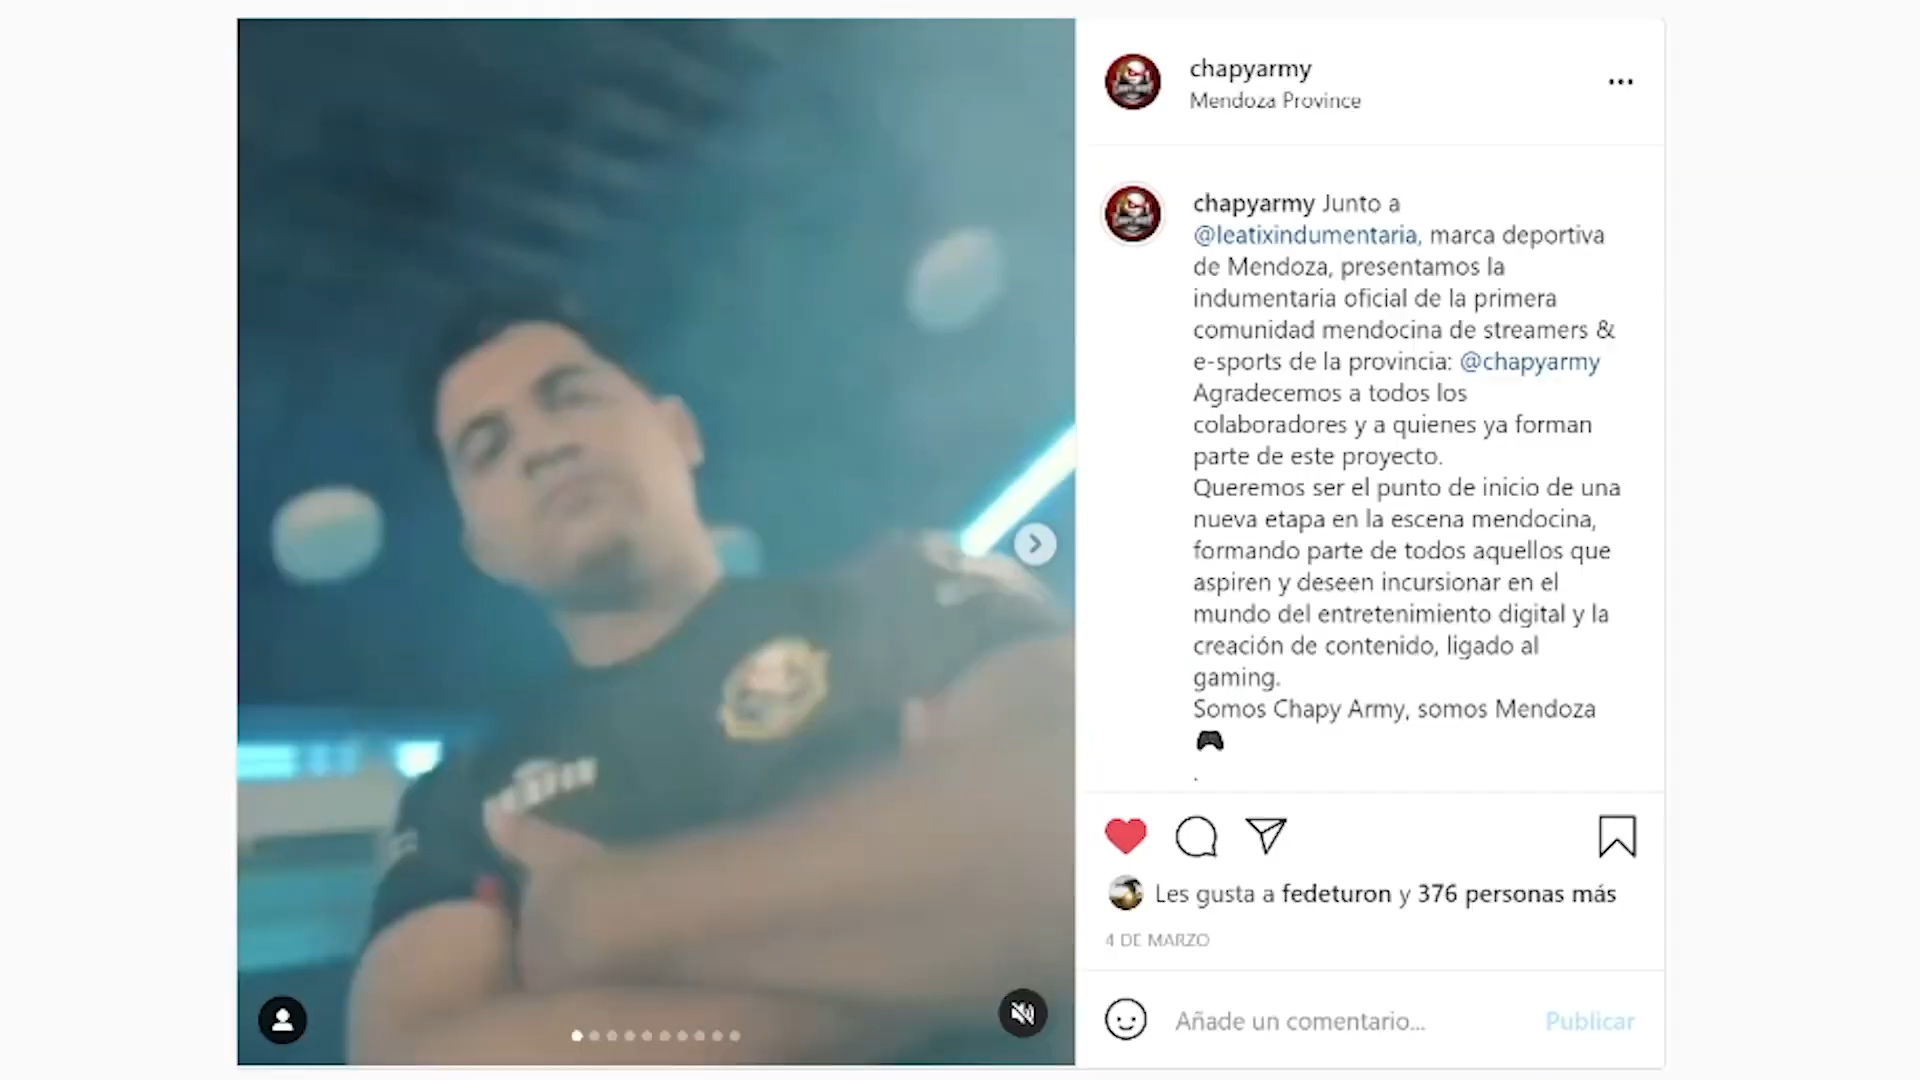 chapyarmy
Mendoza Province
chapyarmy Junto a
@leatixindumentaria, marca deportiva
de Mendoza, presentamos la
indumentaria oficial de la primera
comunidad mendocina de streamers &
e-sports de la provincia: @chapyarmy
Agradecemos a todos los
colaboradores y a quienes ya forman
parte de este proyecto.
Queremos ser el punto de inicio de una
nueva etapa en la escena mendocina,
formando parte de todos aquellos que
aspiren y deseen incursionar en el
mundo del entretenimiento digital y la
creación de contenido, ligado al
gaming.
Somos Chapy Army, somos Mendoza
.
Les gusta a fedeturon y 376 personas más
4 DE MARZO
Añade un comentario...
Publicar